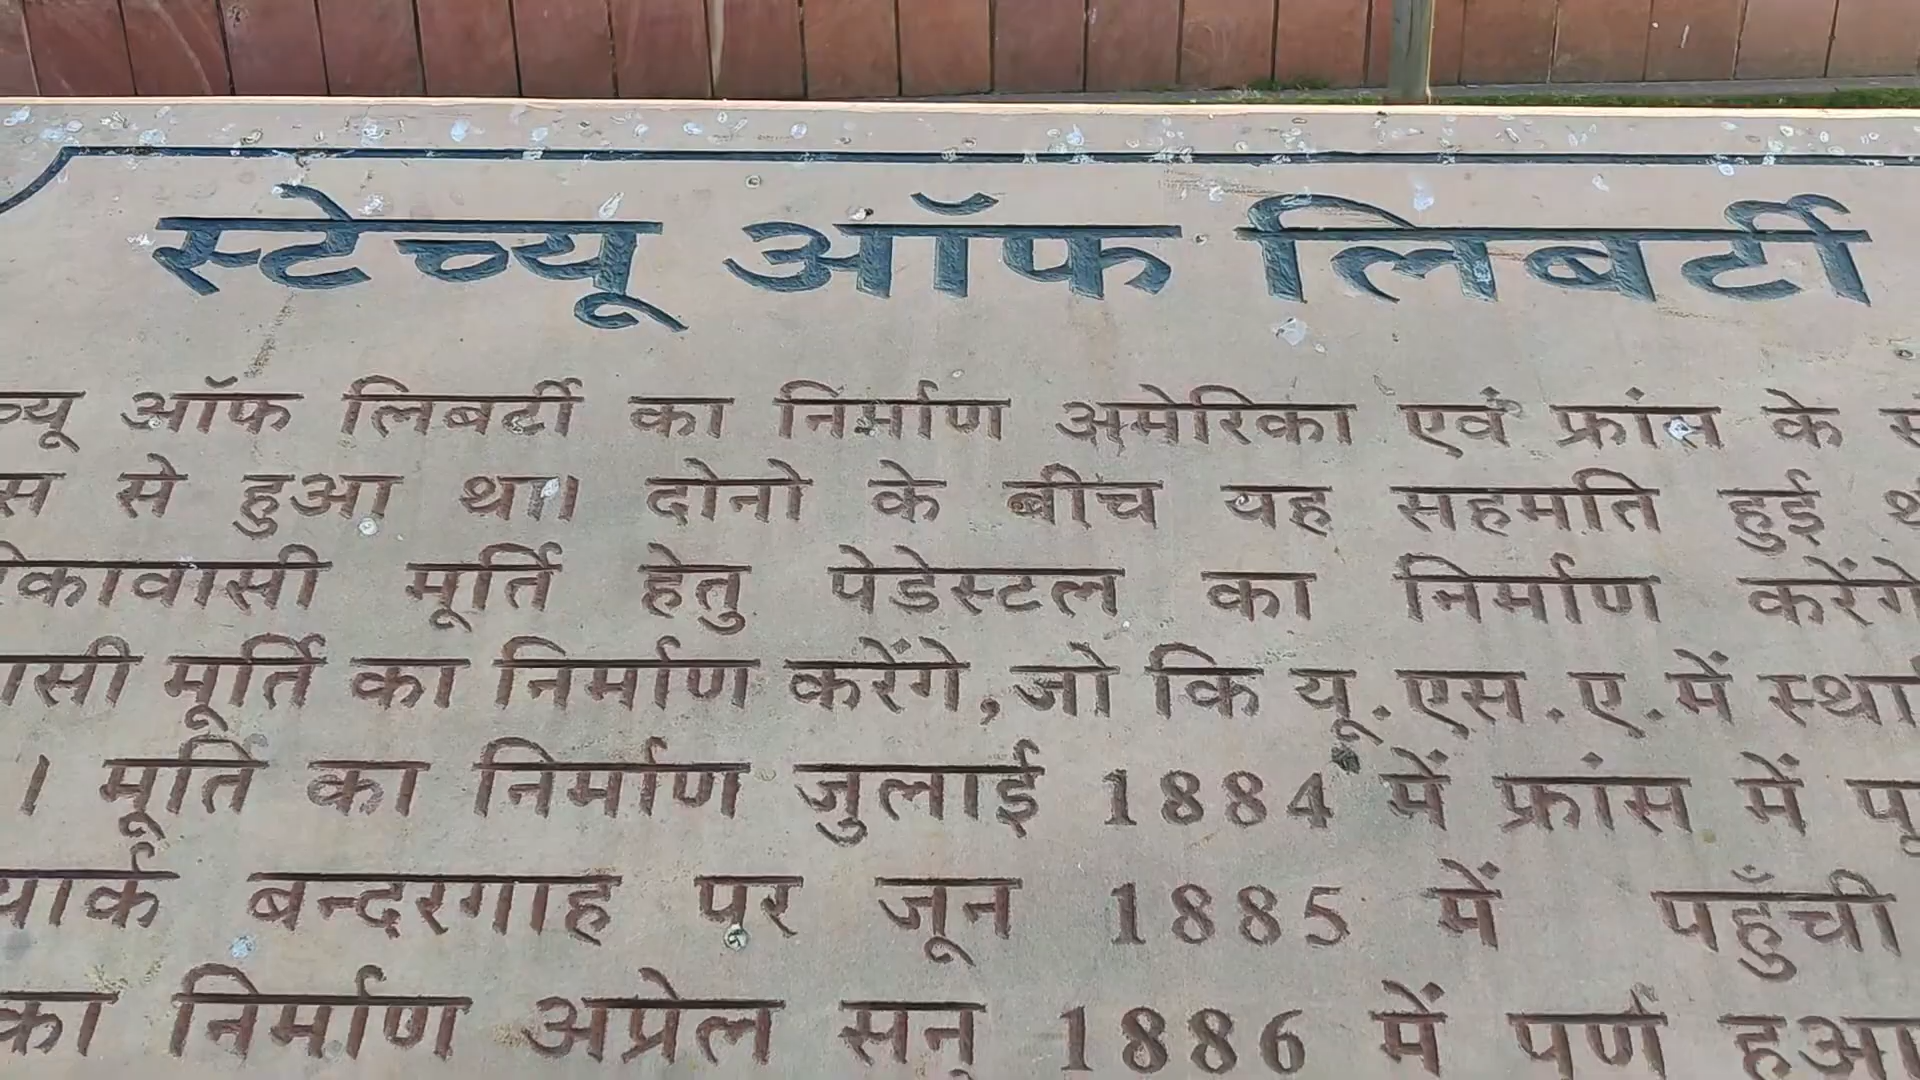 स्टेच्यू ऑफ लिबर्टी
ऑफ लिबर्टी का निर्माण अमेरिका एवं फ्रांस के
से हुआ था। दोनो के बीच यह सहमति हुई
मूर्ति हेतु पेडेस्टल का निर्माण करेंगे
मूर्ति का निर्माण करेंगे, जो कि यू.एस.ए.में
। मूर्ति का निर्माण जुलाई 1884 में फ्रांस में
बन्दरगाह पर जून 1885 में पहुँची
का निर्माण अप्रेल सन् 1886 में पूर्ण हुआ